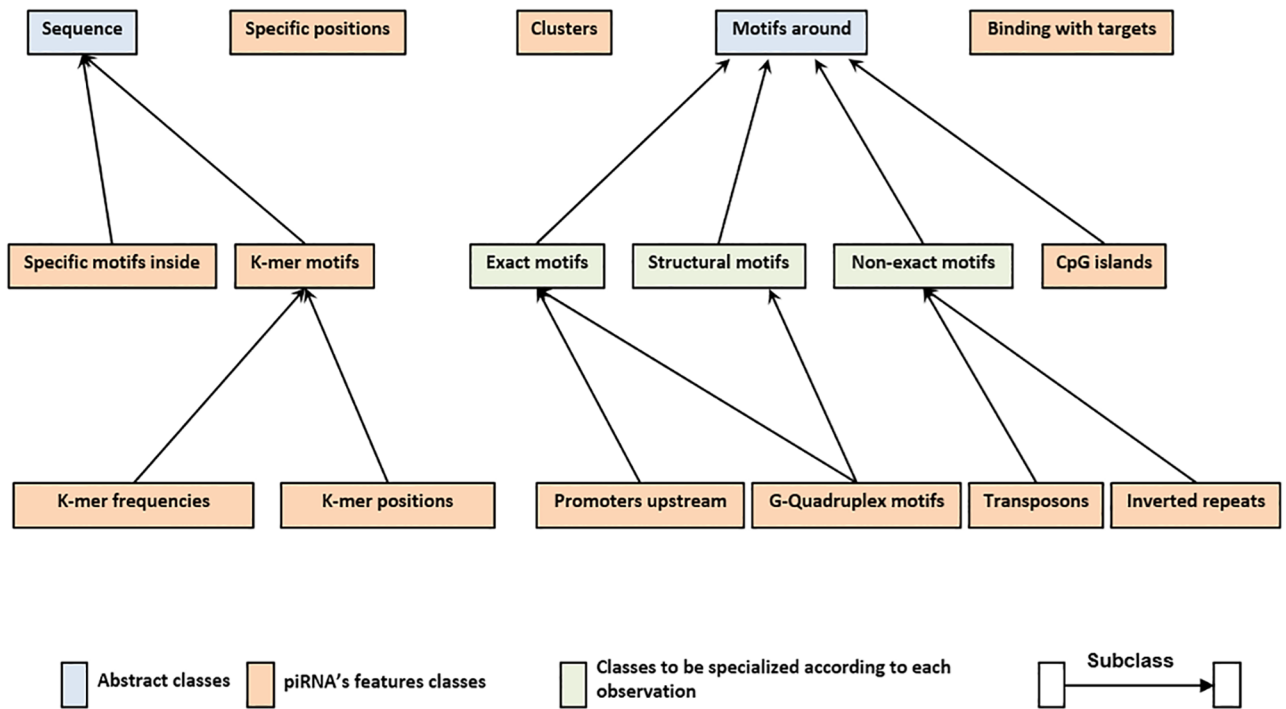 Sequence
Specific positions
Clusters
Motifs around
Binding with targets
Specific motifs inside
K-mer motifs
Exact motifs
Structural motifs
Non-exact motifs
CpG islands
K-mer frequencies
K-mer positions
Promoters upstream
G-Quadruplex motifs
Transposons
Inverted repeats
Abstract classes
piRNA's features classes
Classes to be specialized according to each
observation
Subclass